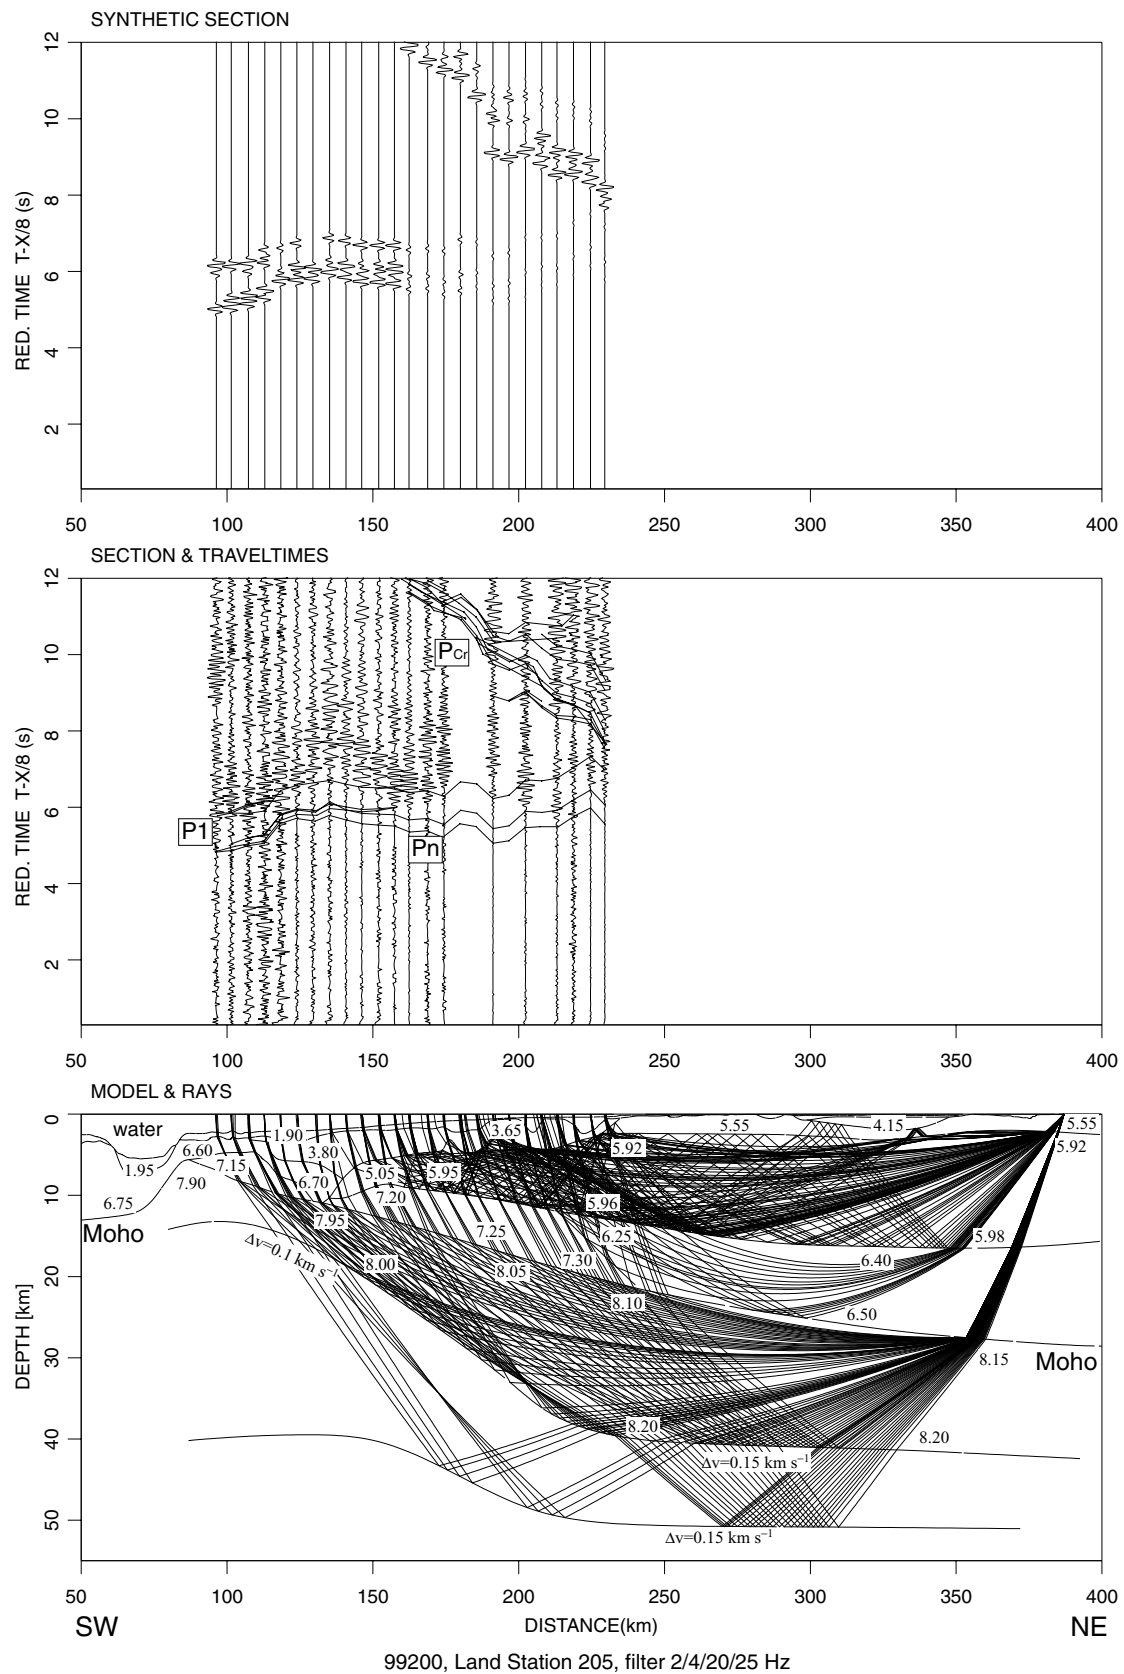 SYNTHETIC SECTION
RED. TIME T-X/8 (s)
12
10
8
6
4
2
50 100 150 200 250 300 350 400
SECTION & TRAVELTIMES
RED. TIME T-X/8 (s)
12
10
8
6
4
2
PCr
P1
Pn
50 100 150 200 250 300 350 400
MODEL & RAYS
DEPTH [km]
0
10
20
30
40
50
water
1.90
3.65
5.55
4.15
5.55
6.60
3.80
5.92
5.92
1.95
7.15
5.05
5.95
7.90
6.70
7.20
6.75
5.96
Moho
7.95
7.25
6.25
5.98
Δv=0.1 km s⁻¹
8.00
8.05
7.30
6.40
8.10
6.50
8.15
Moho
8.20
8.20
Δv=0.15 km s⁻¹
Δv=0.15 km s⁻¹
50 100 150 200 250 300 350 400
SW DISTANCE(km) NE
99200, Land Station 205, filter 2/4/20/25 Hz